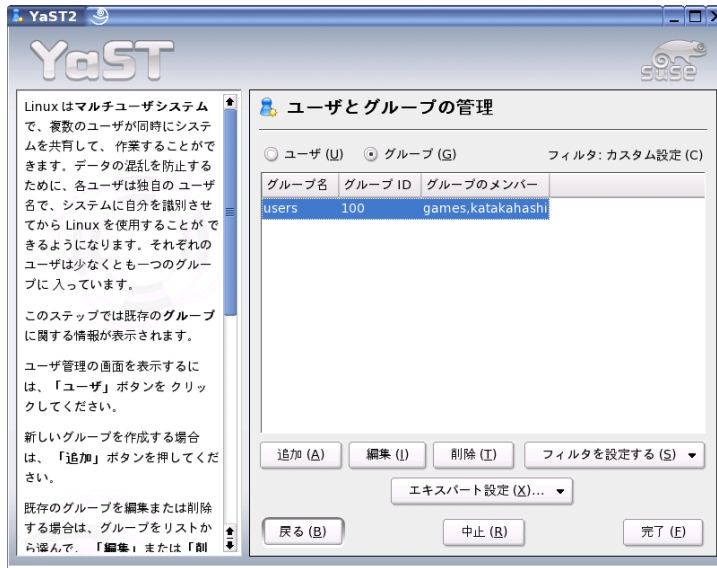 YaST2
YaST
suse
Linux はマルチユーザシステム
で、複数のユーザが同時にシステ
ムを共有して、 作業することがで
きます。データの混乱を防止する
ために、各ユーザは独自の ユーザ
名で、システムに自分を識別させ
てから Linux を使用することが で
きるようになります。それぞれの
ユーザは少なくとも一つのグルー
プに 入っています。
このステップでは既存のグループ
に関する情報が表示されます。
ユーザ管理の画面を表示するに
は、「ユーザ」ボタンを クリッ
クしてください。
新しいグループを作成する場合
は、 「追加」ボタンを押してくだ
さい。
既存のグループを編集または削除
する場合は、グループをリストか
ら選んで、 「編集」または「削
ユーザとグループの管理
ユーザ (U) グループ (G) フィルタ: カスタム設定 (C)
グループ名 グループ ID グループのメンバー
users 100 games,katakahashi
追加 (A) 編集 (I) 削除 (T) フィルタを設定する (S)
エキスパート設定 (X)...
戻る (B) 中止 (R) 完了 (F)